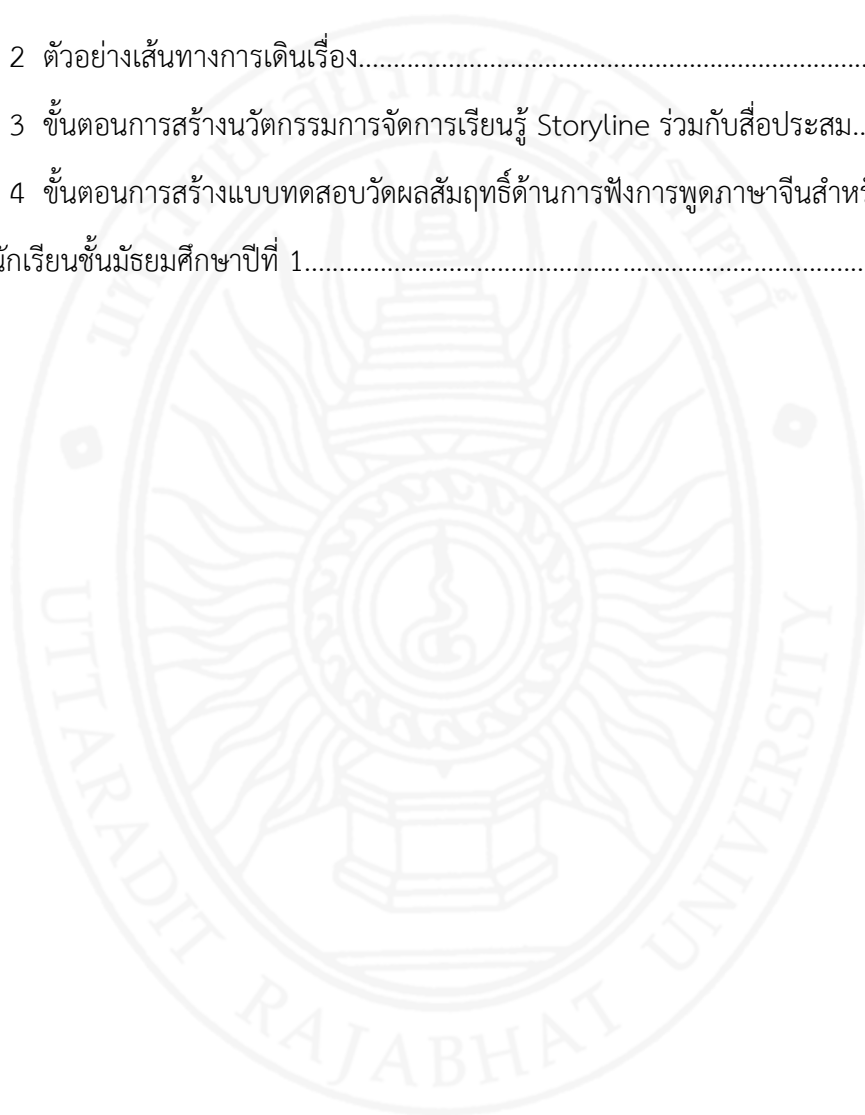 2 ตัวอย่างเส้นทางการเดินเรื่อง.......................................................................
3 ขั้นตอนการสร้างนวัตกรรมการจัดการเรียนรู้ Storyline ร่วมกับสื่อประสม..
4 ขั้นตอนการสร้างแบบทดสอบวัดผลสัมฤทธิ์ด้านการฟังการพูดภาษาจีนสำหรั
ักเรียนชั้นมัธยมศึกษาปีที่ 1................................................................................
UTTARADIT RAJABHAT UNIVERSITY